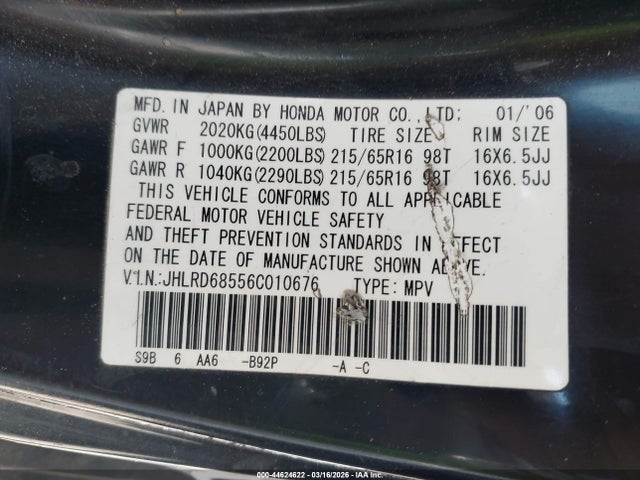 MFD. IN JAPAN BY HONDA MOTOR CO.,LTD: 01/'06
GVWR 2020KG(4450LBS) TIRE SIZE RIM SIZE
GAWR F 1000KG(2200LBS) 215/65R16 98T 16X6.5JJ
GAWR R 1040KG(2290LBS) 215/65R16 98T 16X6.5JJ
THIS VEHICLE CONFORMS TO ALL APPLICABLE
FEDERAL MOTOR VEHICLE SAFETY
AND THEFT PREVENTION STANDARDS IN EFFECT
ON THE DATE OF MANUFACTURE SHOWN ABOVE.
V.I.N.:JHLRD68556C010676 TYPE: MPV
S9B 6 AA6 -B92P -A -C
000-44624622 - 03/16/2026 - IAA Inc.